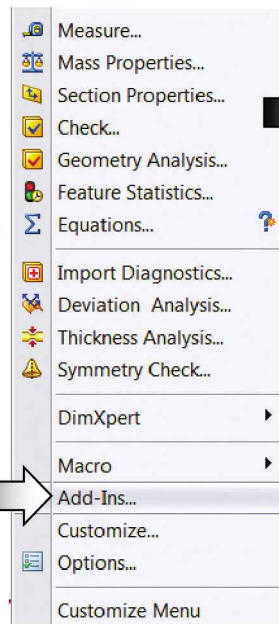 Measure...
Mass Properties...
Section Properties...
Check...
Geometry Analysis...
Feature Statistics...
Equations...
Import Diagnostics...
Deviation  Analysis...
Thickness Analysis...
Symmetry Check...
DimXpert
Macro
Add-Ins...
Customize...
Options...
Customize Menu